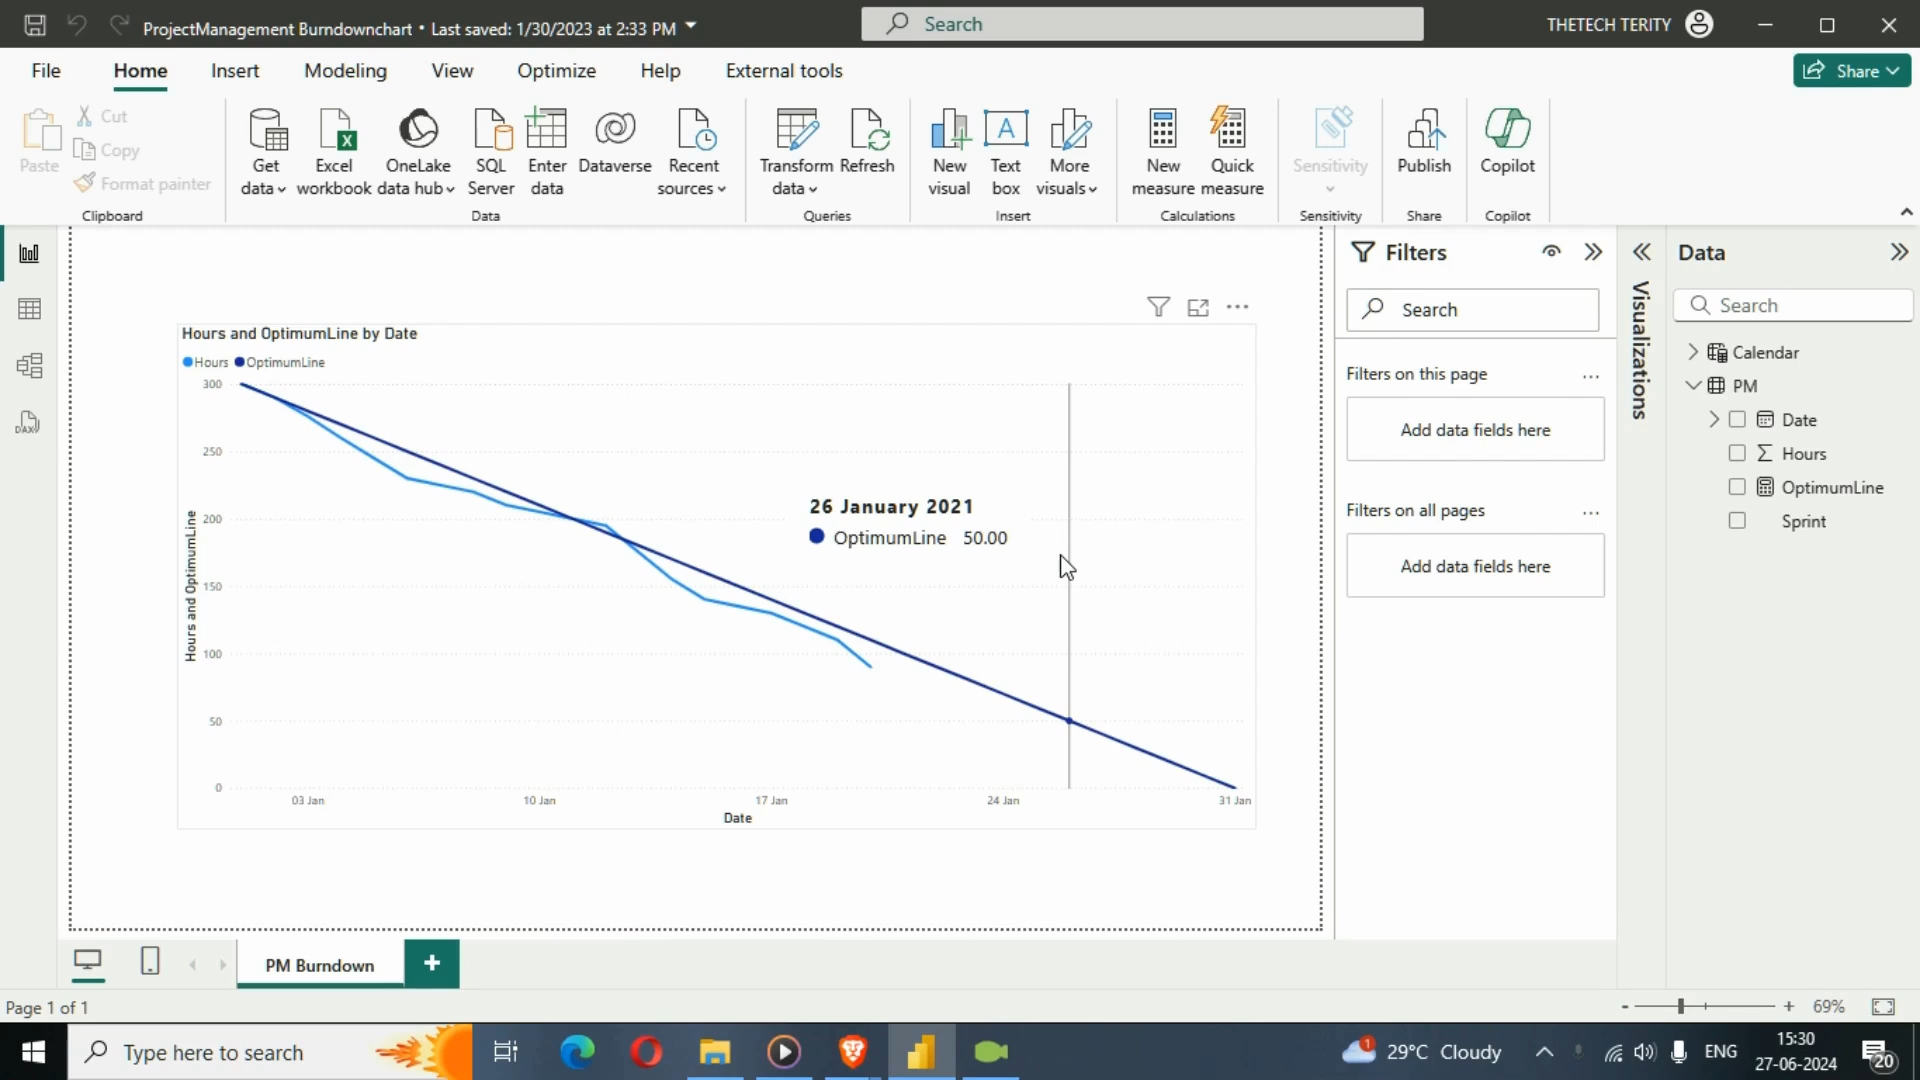 ProjectManagement Burndownchart • Last saved: 1/30/2023 at 2:33 PM
Search
THETECH TERITY
File Home Insert Modeling View Optimize Help External tools
Share
Paste
Cut
Copy
Format painter
Clipboard
Get data
Excel workbook
OneLake data hub
SQL Server
Enter data
Dataverse
Recent sources
Data
Transform data
Refresh
Queries
New visual
Text box
More visuals
Insert
New measure
Quick measure
Calculations
Sensitivity
Sensitivity
Publish
Share
Copilot
Copilot
Hours and OptimumLine by Date
Hours OptimumLine
300
250
200
150
100
50
0
Hours and OptimumLine
26 January 2021
OptimumLine 50.00
03 Jan 10 Jan 17 Jan 24 Jan 31 Jan
Date
Filters
Search
Filters on this page
Add data fields here
Filters on all pages
Add data fields here
Visualizations
Data
Search
Calendar
PM
Date
Hours
OptimumLine
Sprint
DAX
PM Burndown
Page 1 of 1
- + 69%
Type here to search
1
29°C Cloudy
ENG
15:30
27-06-2024
20